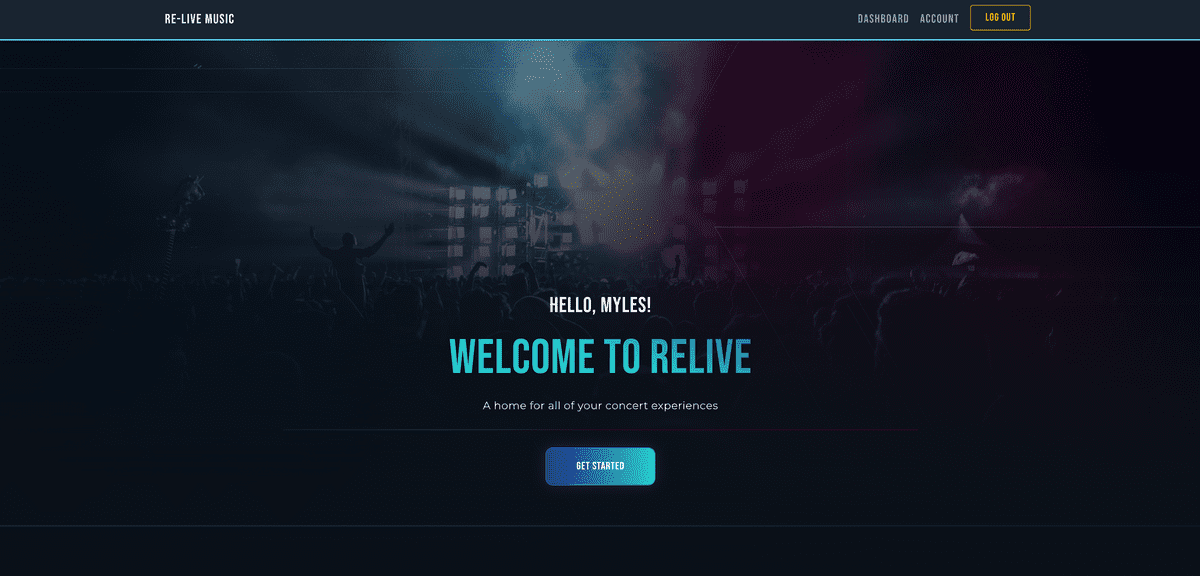 RE-LIVE MUSIC
DASHBOARD ACCOUNT LOG OUT
HELLO, MYLES!
WELCOME TO RELIVE
A home for all of your concert experiences
GET STARTED